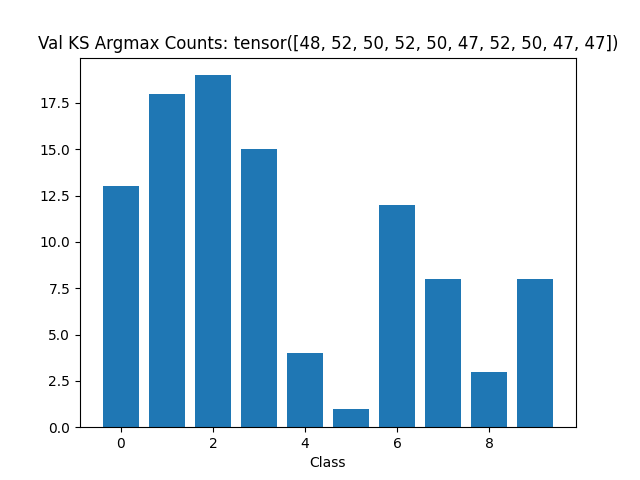 Val KS Argmax Counts: tensor([48, 52, 50, 52, 50, 47, 52, 50, 47, 47])
17.5
15.0
12.5
10.0
7.5
5.0
2.5
0.0
0 2 4 6 8
Class